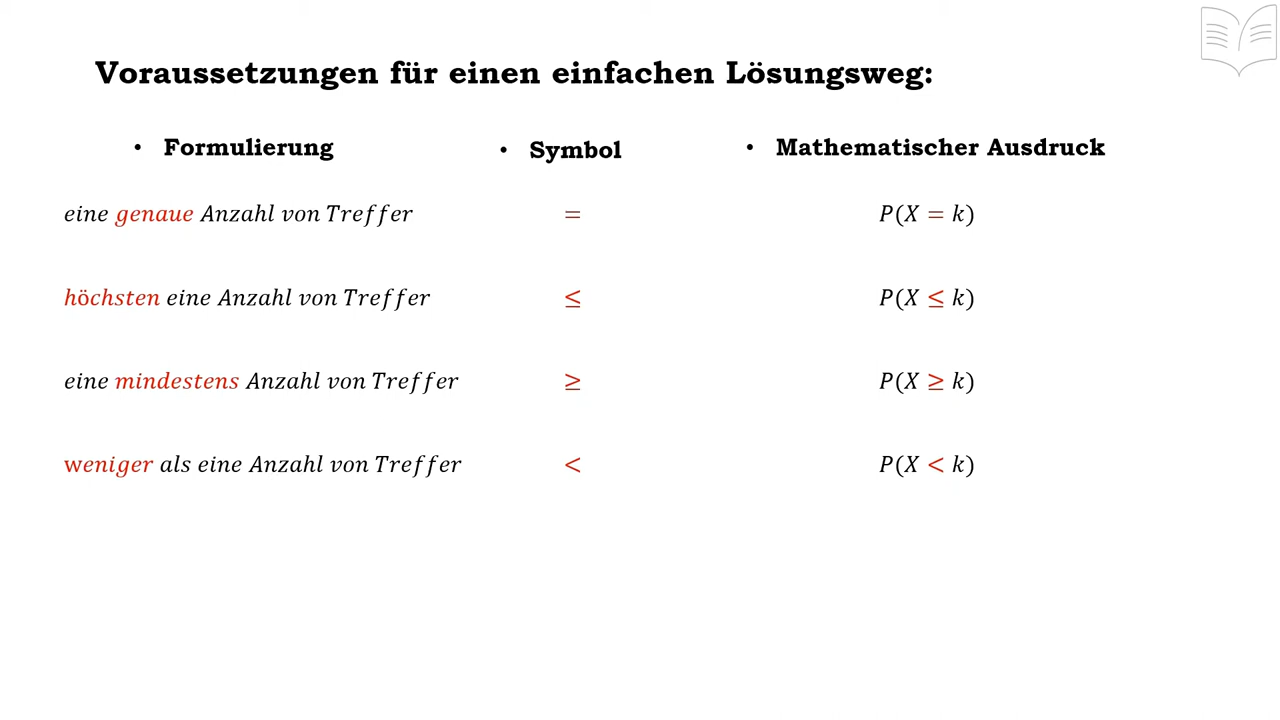 Voraussetzungen für einen einfachen Lösungsweg:
• Formulierung • Symbol • Mathematischer Ausdruck
eine genaue Anzahl von Treffer = P(X = k)
höchsten eine Anzahl von Treffer ≤ P(X ≤ k)
eine mindestens Anzahl von Treffer ≥ P(X ≥ k)
weniger als eine Anzahl von Treffer < P(X < k)